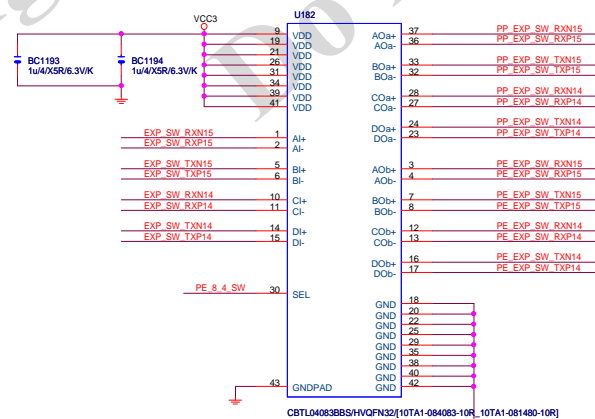 U182
VCC3
BC1193
1u/4/X5R/6.3V/K
BC1194
1u/4/X5R/6.3V/K
9 VDD
19 VDD
21 VDD
26 VDD
31 VDD
34 VDD
39 VDD
41 VDD
EXP_SW_RXN15 1 AI+
EXP_SW_RXP15 2 AI-
EXP_SW_TXN15 5 BI+
EXP_SW_TXP15 6 BI-
EXP_SW_RXN14 10 CI+
EXP_SW_RXP14 11 CI-
EXP_SW_TXN14 14 DI+
EXP_SW_TXP14 15 DI-
PE_8_4_SW 30 SEL
43 GNDPAD
AOa+ 37 PP_EXP_SW_RXN15
AOa- 36 PP_EXP_SW_RXP15
BOa+ 33 PP_EXP_SW_TXN15
BOa- 32 PP_EXP_SW_TXP15
COa+ 28 PP_EXP_SW_RXN14
COa- 27 PP_EXP_SW_RXP14
DOa+ 24 PP_EXP_SW_TXN14
DOa- 23 PP_EXP_SW_TXP14
AOb+ 3 PE_EXP_SW_RXN15
AOb- 4 PE_EXP_SW_RXP15
BOb+ 7 PE_EXP_SW_TXN15
BOb- 8 PE_EXP_SW_TXP15
COb+ 12 PE_EXP_SW_RXN14
COb- 13 PE_EXP_SW_RXP14
DOb+ 16 PE_EXP_SW_TXN14
DOb- 17 PE_EXP_SW_TXP14
GND 18
GND 20
GND 22
GND 25
GND 29
GND 35
GND 38
GND 40
GND 42
CBTL04083BBS/HVQFN32/[10TA1-084083-10R_10TA1-081480-10R]
Do